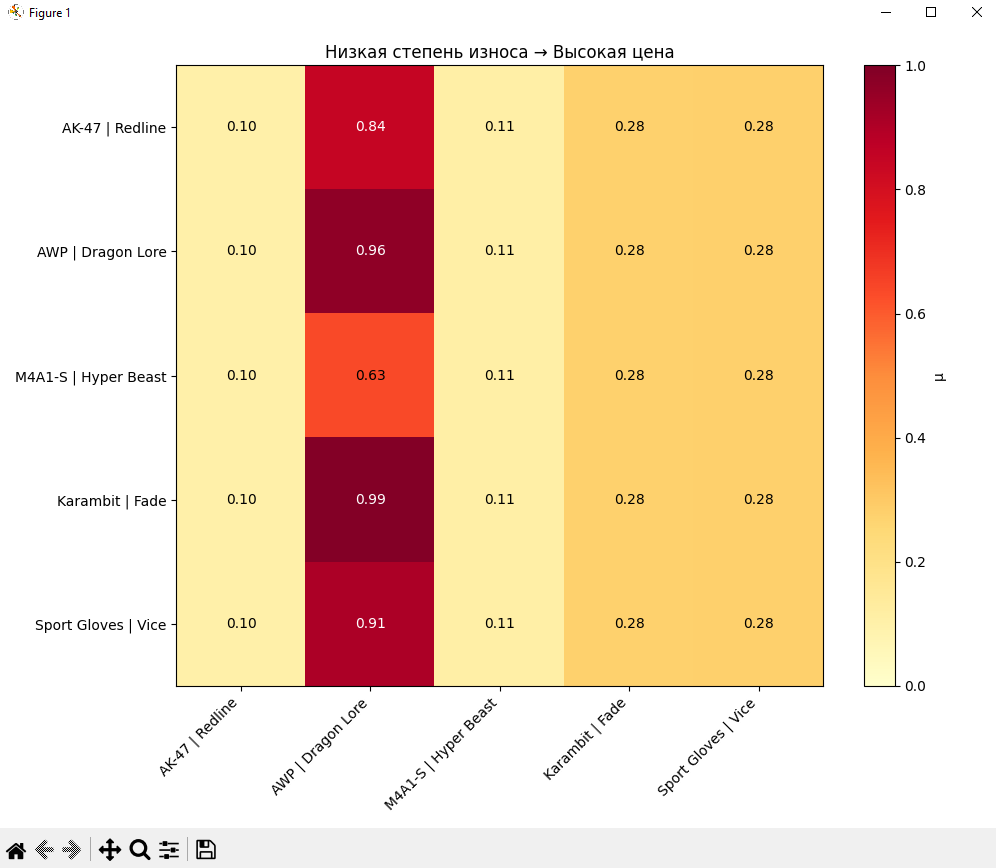 Figure 1
Низкая степень износа → Высокая цена
AK-47 | Redline
0.10 0.84 0.11 0.28 0.28
AWP | Dragon Lore
0.10 0.96 0.11 0.28 0.28
M4A1-S | Hyper Beast
0.10 0.63 0.11 0.28 0.28
Karambit | Fade
0.10 0.99 0.11 0.28 0.28
Sport Gloves | Vice
0.10 0.91 0.11 0.28 0.28
AK-47 | Redline
AWP | Dragon Lore
M4A1-S | Hyper Beast
Karambit | Fade
Sport Gloves | Vice
1.0
0.8
0.6
0.4
0.2
0.0
μ